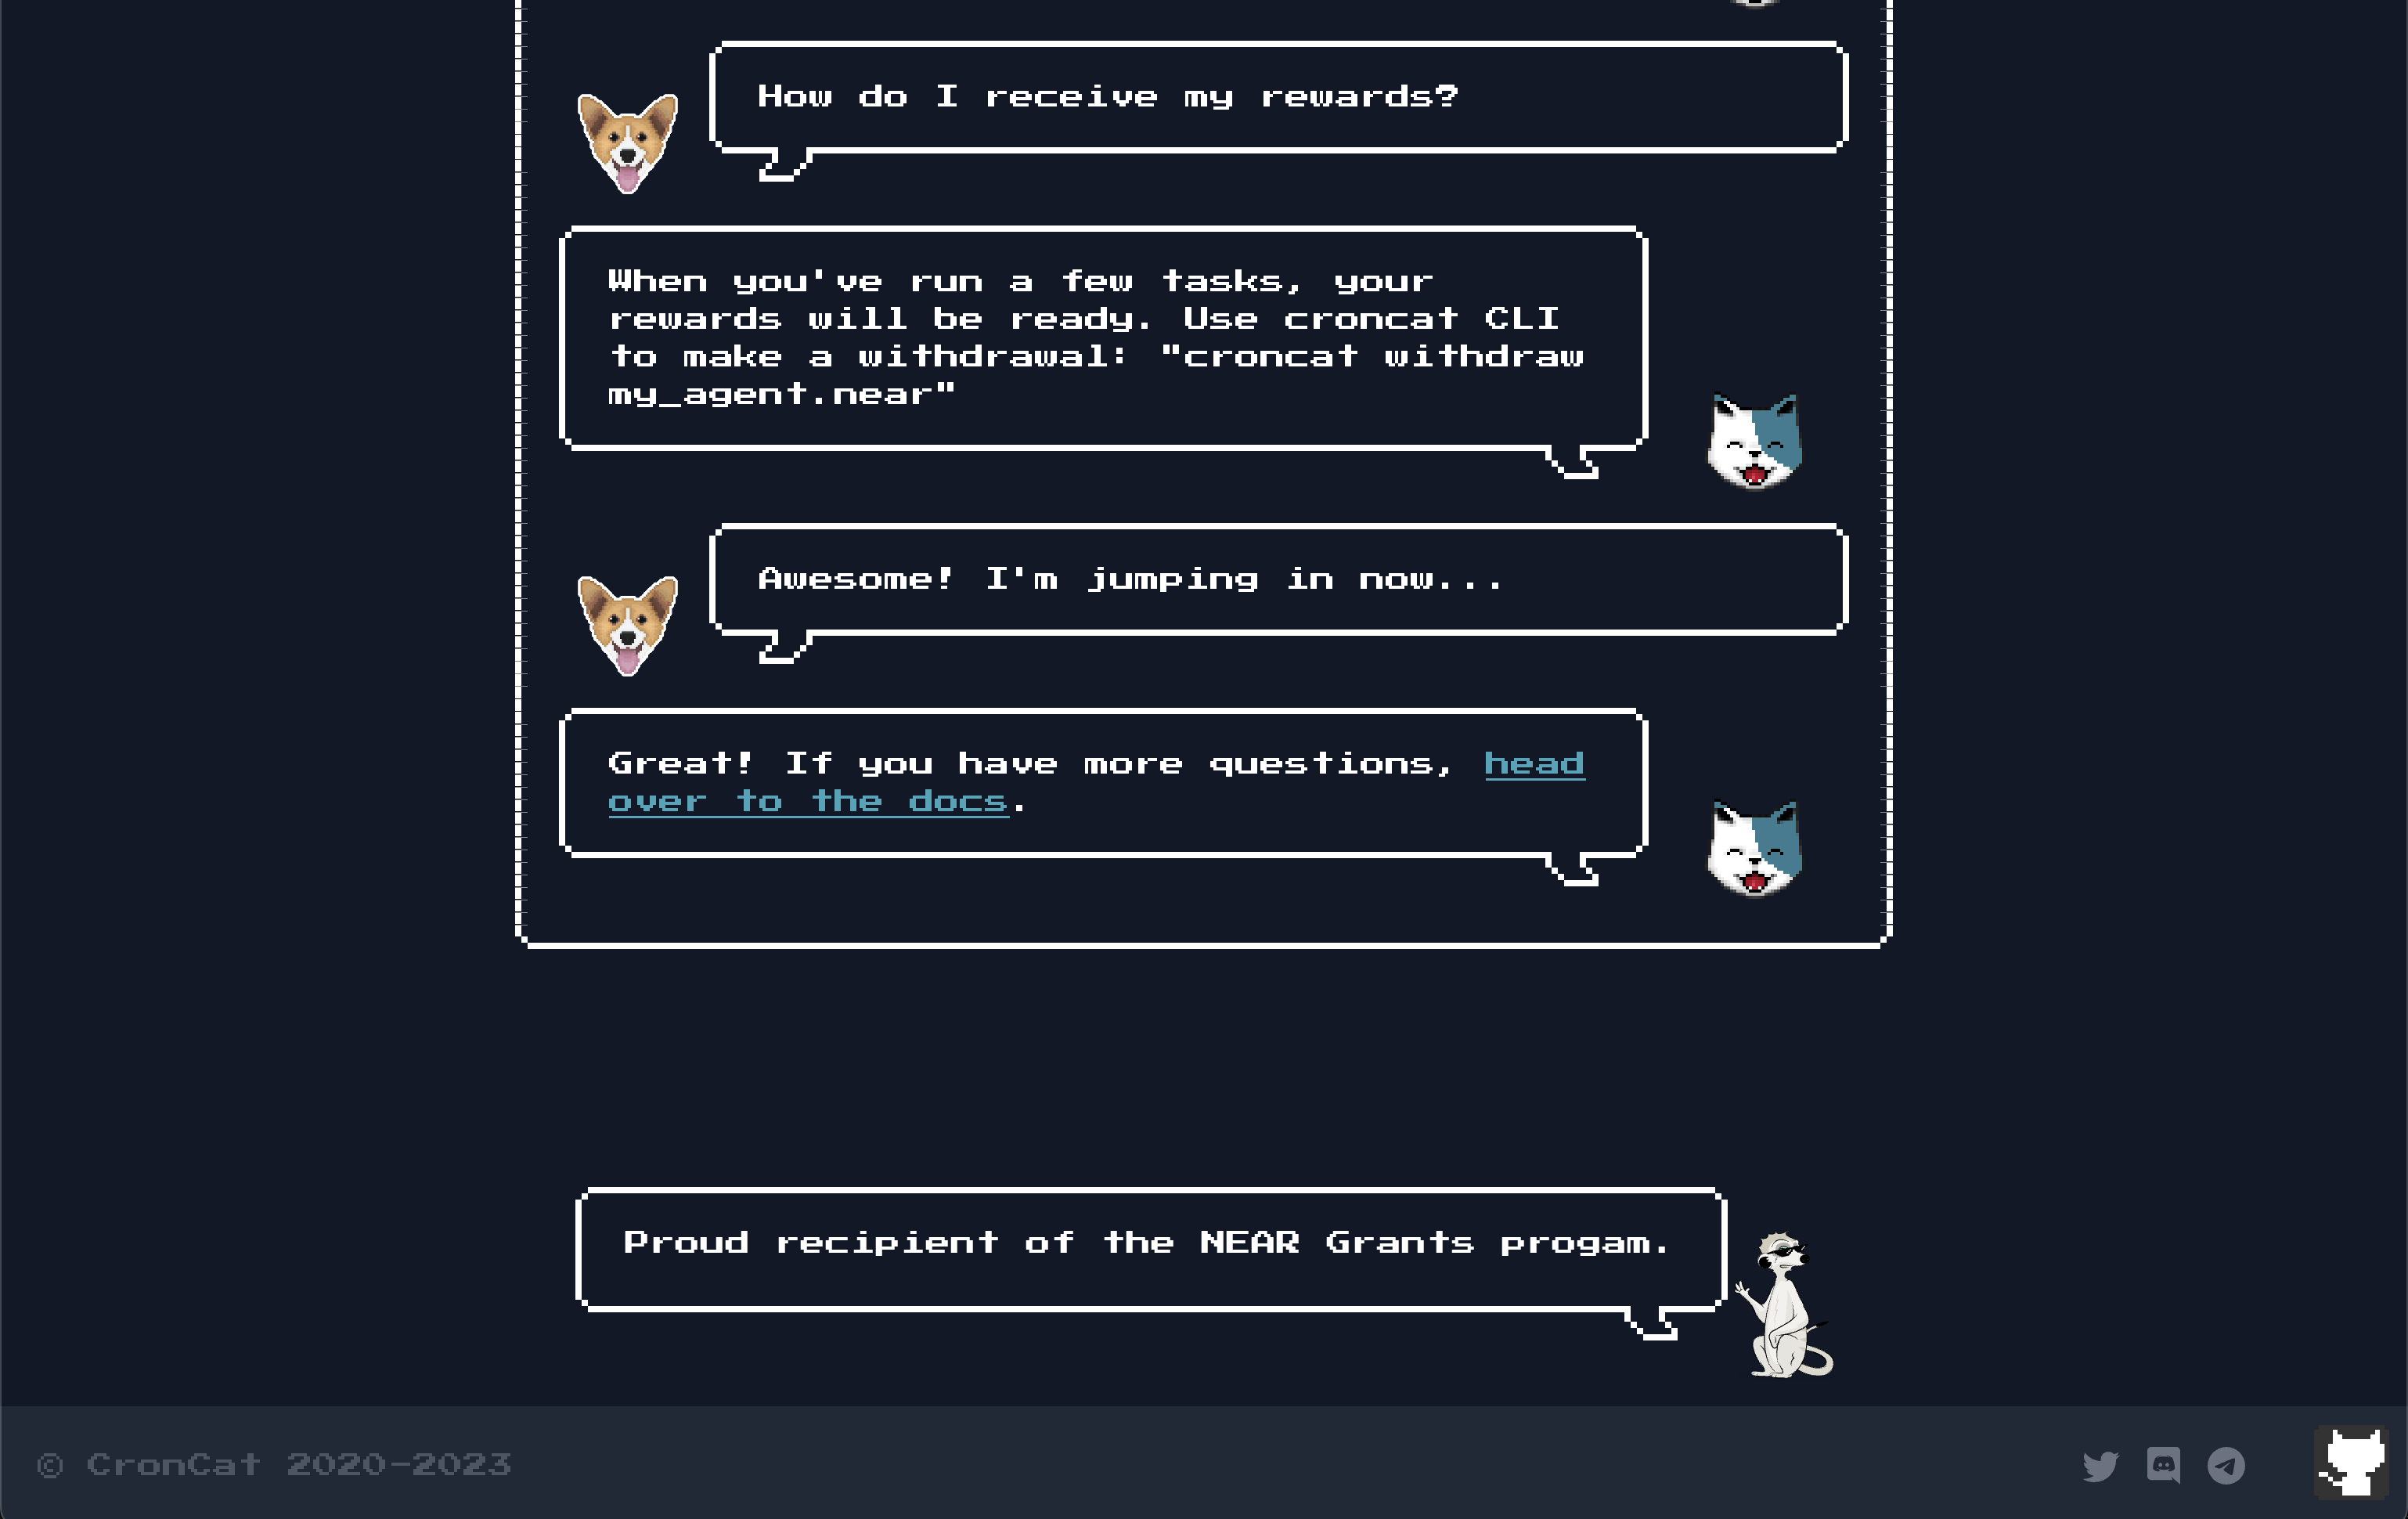 How do I receive my rewards?
When you've run a few tasks, your
rewards will be ready. Use croncat CLI
to make a withdrawal: "croncat withdraw
my_agent.near"
Awesome! I'm jumping in now...
Great! If you have more questions, head
over to the docs.
Proud recipient of the NEAR Grants progam.
© CronCat 2020-2023